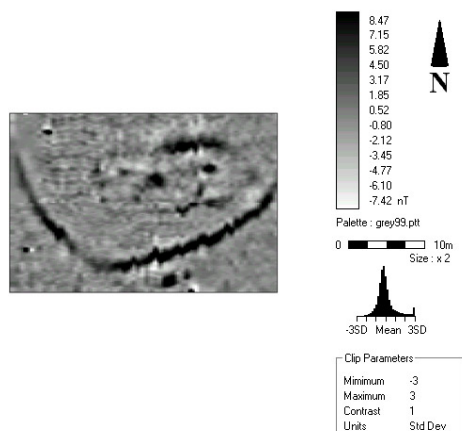 8.47
7.15
5.82
4.50
3.17
1.85
0.52
-0.80
-2.12
-3.45
-4.77
-6.10
-7.42 nT
N
Palette : grey99.ptt
0 10m
Size : x 2
-3SD Mean 3SD
Clip Parameters
Minimum -3
Maximum 3
Contrast 1
Units Std Dev